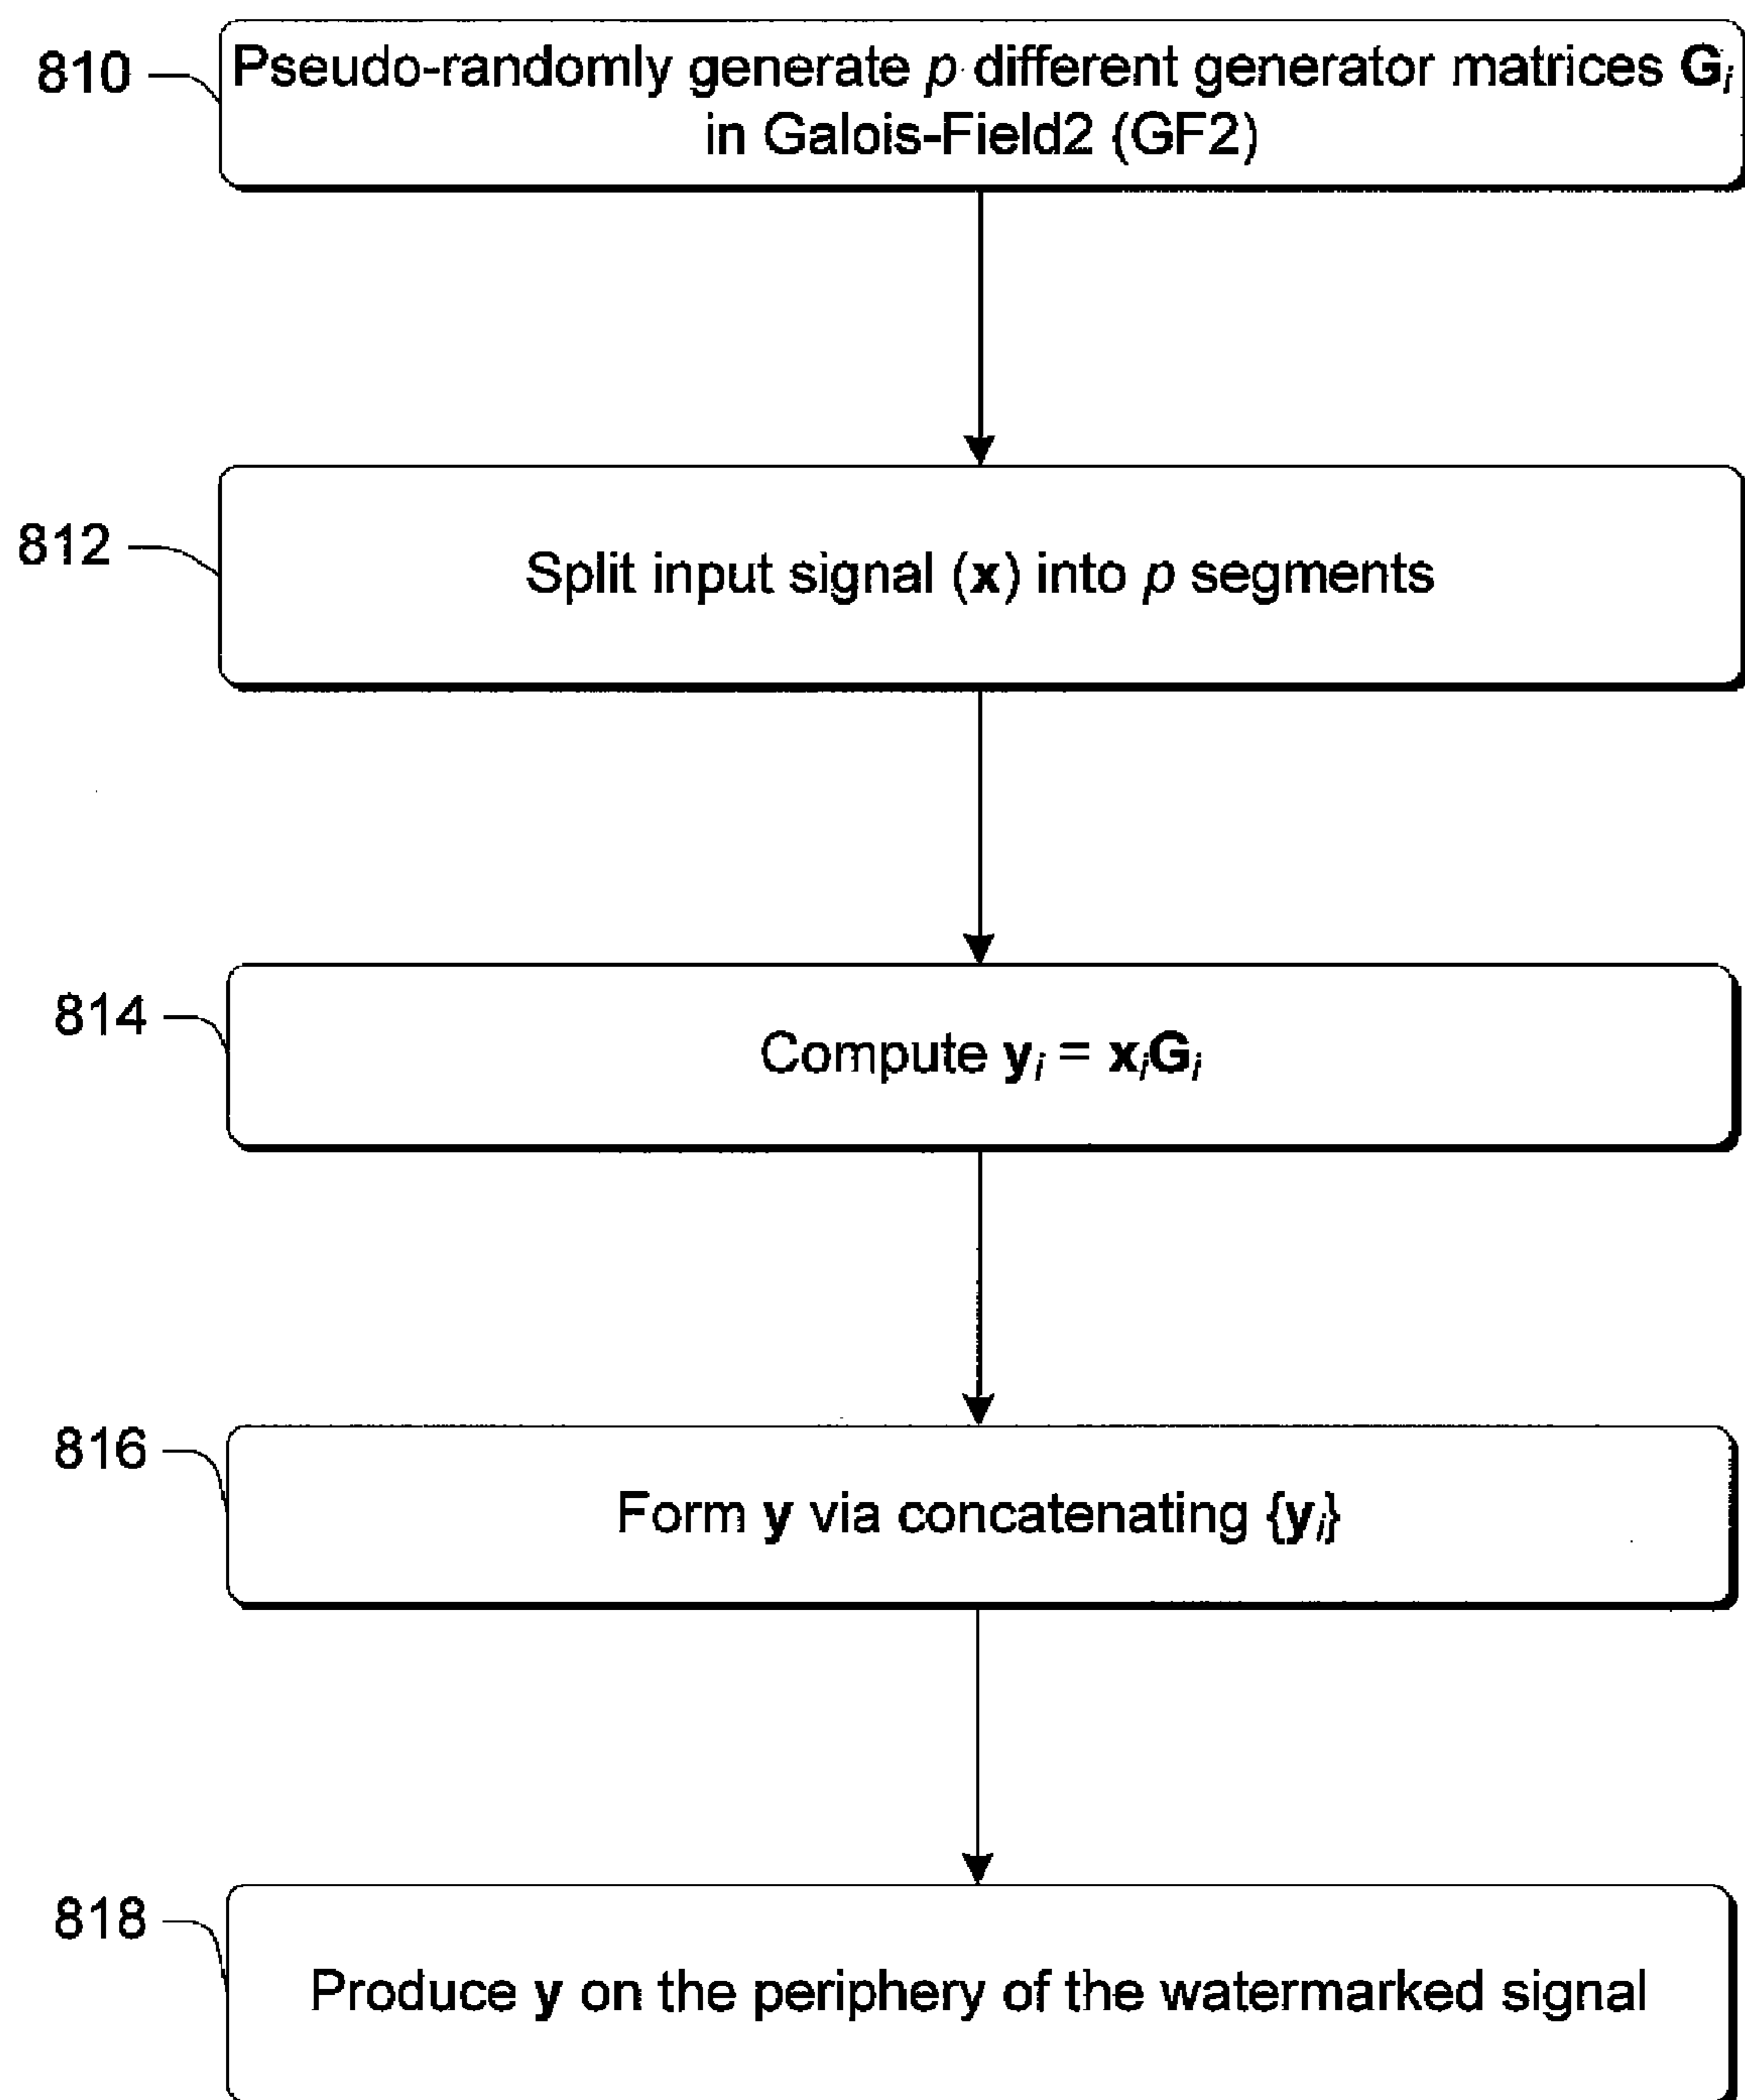 810
Pseudo-randomly generate p different generator matrices Gᵢ
in Galois-Field2 (GF2)
812
Split input signal (x) into p segments
814
Compute yᵢ = xᵢGᵢ
816
Form y via concatenating {yᵢ}
818
Produce y on the periphery of the watermarked signal